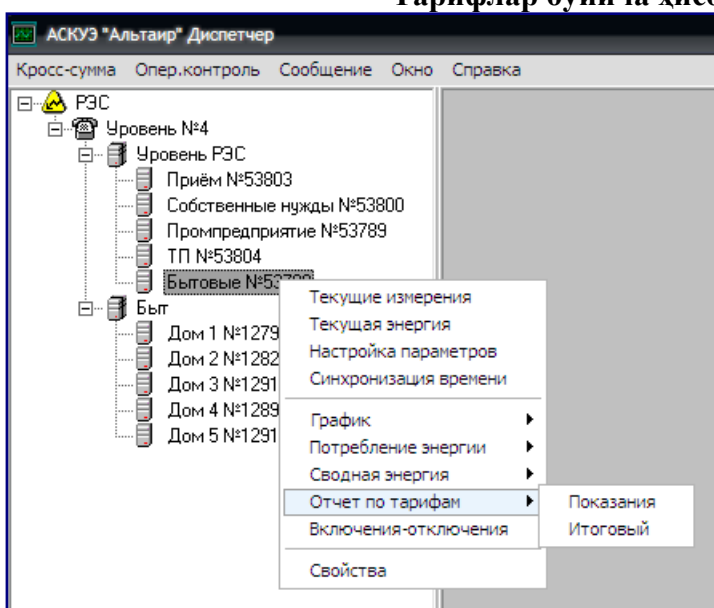 Тарифлар бўйича ҳисо
АСКУЭ "Альтаир" Диспетчер
Кросс-сумма Опер.контроль Сообщение Окно Справка
РЭС
Уровень №4
Уровень РЭС
Приём №53803
Собственные нужды №53800
Промпредприятие №53789
ТП №53804
Бытовые
Быт
Дом 1 №1279
Дом 2 №1282
Дом 3 №1291
Дом 4 №1289
Дом 5 №1291
Текущие измерения
Текущая энергия
Настройка параметров
Синхронизация времени
График
Потребление энергии
Сводная энергия
Отчет по тарифам
Включения-отключения
Свойства
Показания
Итоговый